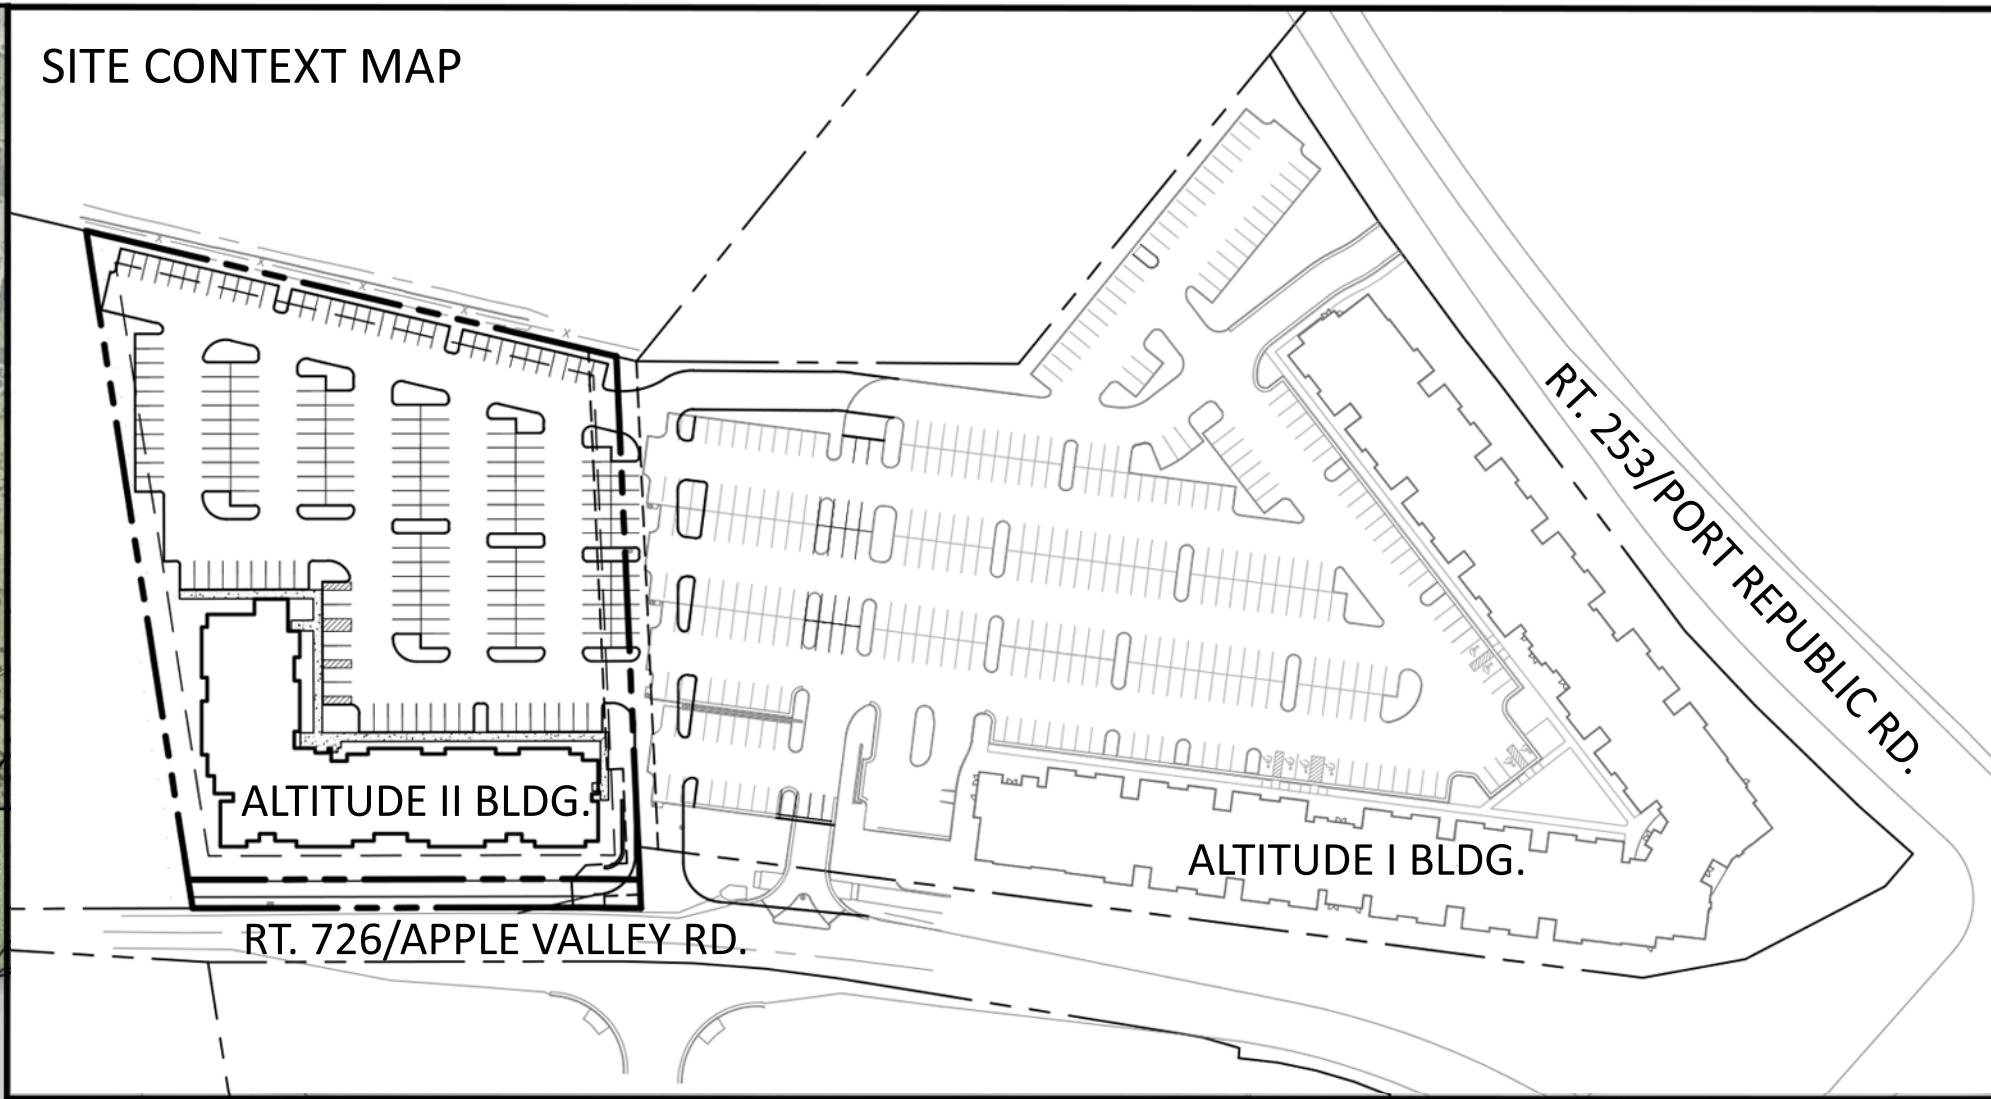 SITE CONTEXT MAP
RT. 253/PORT REPUBLIC RD.
ALTITUDE II BLDG.
ALTITUDE I BLDG.
RT. 726/APPLE VALLEY RD.